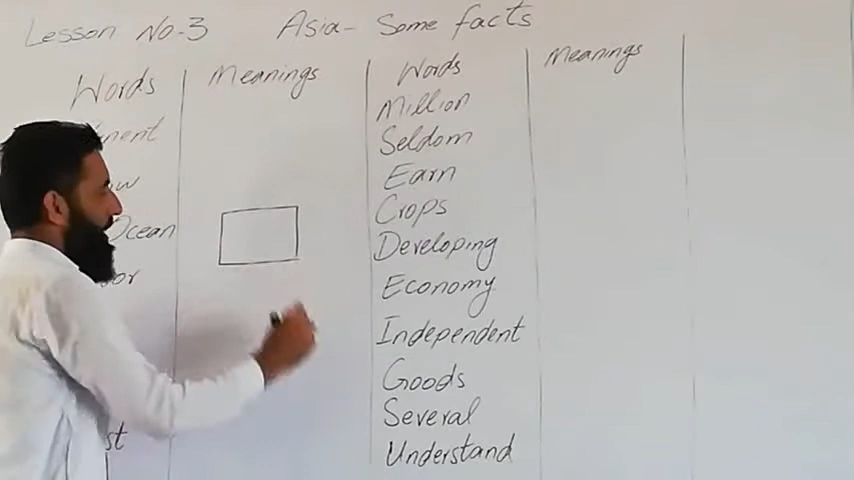 Lesson No-3 Asia- Some facts
Words Meanings Words Meanings
Million
Seldom
Earn
Crops
Ocean
Developing
Economy
Independent
Goods
Several
Understand